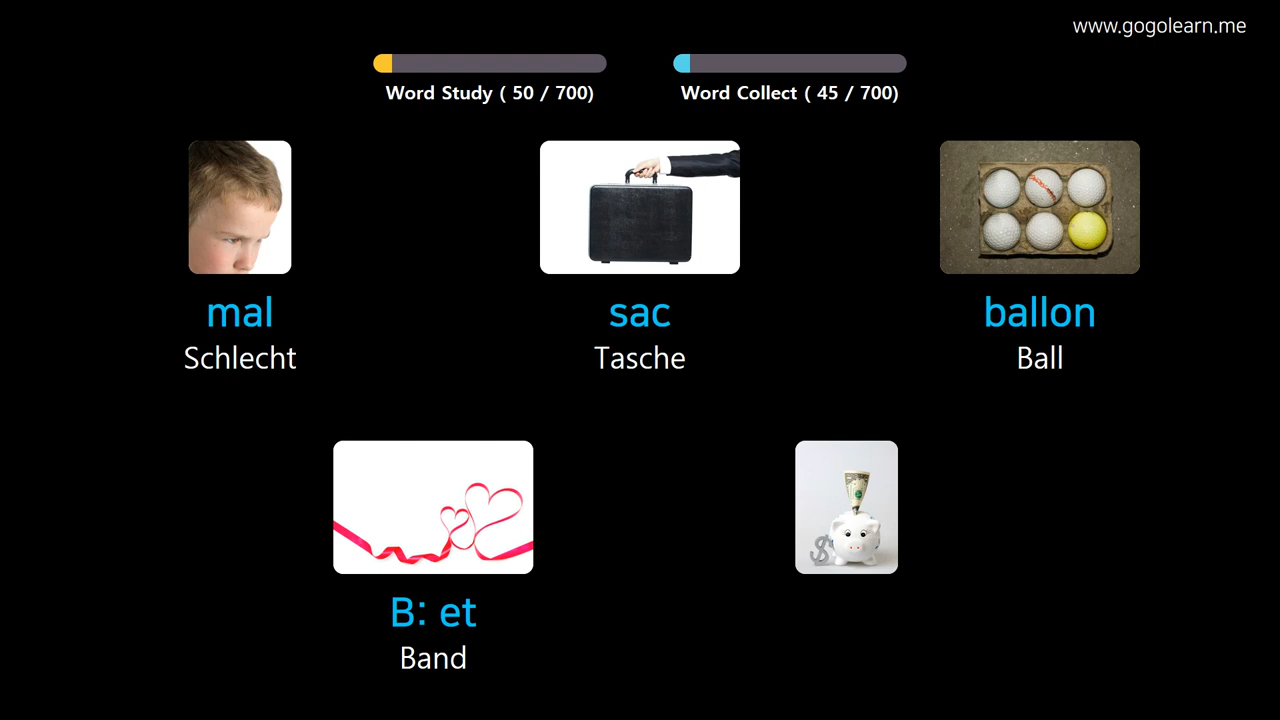 www.gogolearn.me
Word Study ( 50 / 700)
Word Collect ( 45 / 700)
mal
Schlecht
sac
Tasche
ballon
Ball
B: et
Band